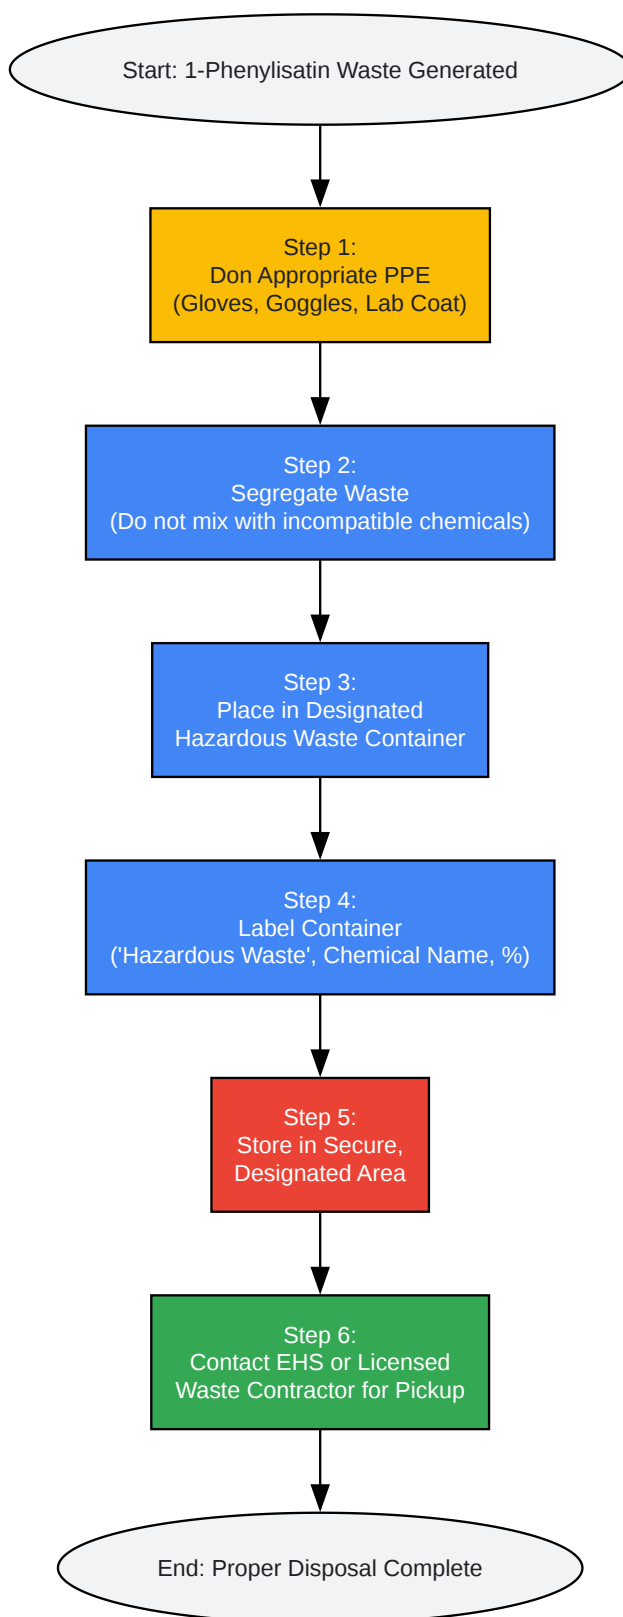 Start: 1-Phenylisatin Waste Generated
Step 1:
Don Appropriate PPE
(Gloves, Goggles, Lab Coat)
Step 2:
Segregate Waste
(Do not mix with incompatible chemicals)
Step 3:
Place in Designated
Hazardous Waste Container
Step 4:
Label Container
('Hazardous Waste', Chemical Name, %)
Step 5:
Store in Secure,
Designated Area
Step 6:
Contact EHS or Licensed
Waste Contractor for Pickup
End: Proper Disposal Complete